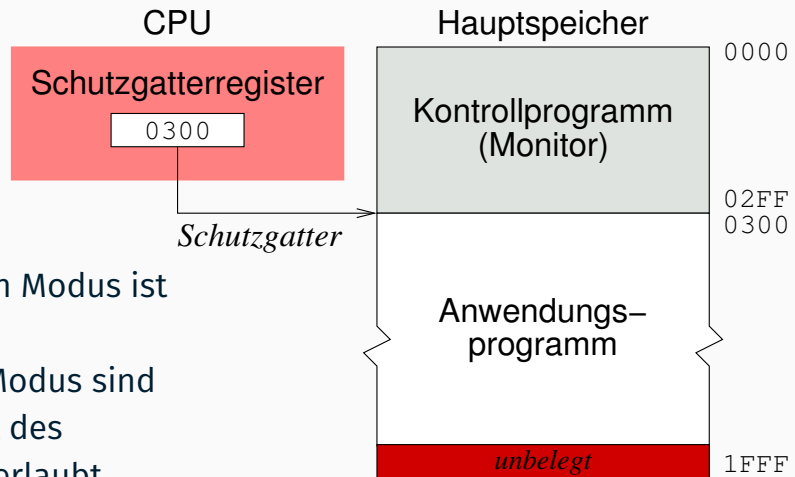 CPU
Hauptspeicher
0000
Schutzgatterregister
0300
Kontrollprogramm
(Monitor)
02FF
0300
Schutzgatter
Modus ist
Anwendungs–
programm
Modus sind
des
unbelegt
1FFF